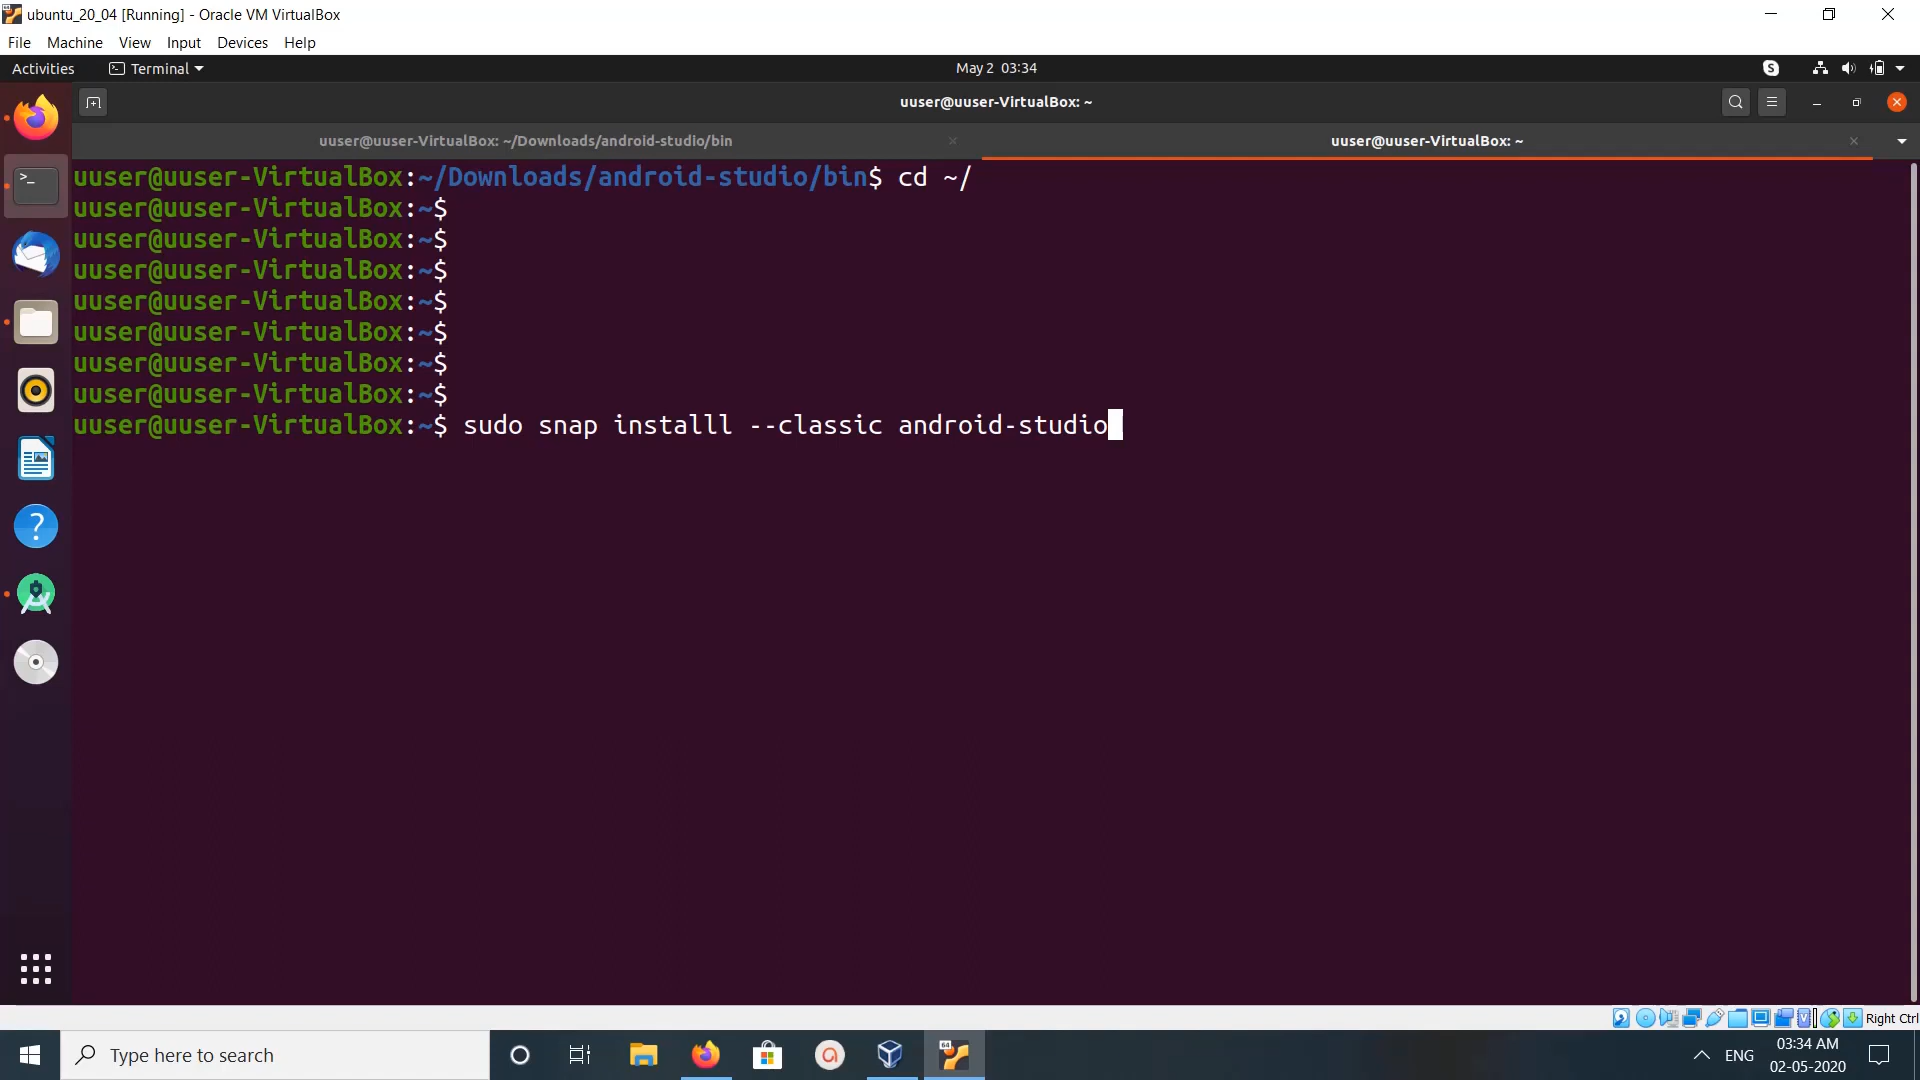 ubuntu_20_04 [Running] - Oracle VM VirtualBox
File Machine View Input Devices Help
Activities Terminal May 2 03:34
uuser@uuser-VirtualBox: ~
uuser@uuser-VirtualBox: ~/Downloads/android-studio/bin uuser@uuser-VirtualBox: ~
uuser@uuser-VirtualBox:~/Downloads/android-studio/bin$ cd ~/
uuser@uuser-VirtualBox:~$
uuser@uuser-VirtualBox:~$
uuser@uuser-VirtualBox:~$
uuser@uuser-VirtualBox:~$
uuser@uuser-VirtualBox:~$
uuser@uuser-VirtualBox:~$
uuser@uuser-VirtualBox:~$
uuser@uuser-VirtualBox:~$ sudo snap installl --classic android-studio
Right Ctrl
Type here to search 64 ENG 03:34 AM
02-05-2020